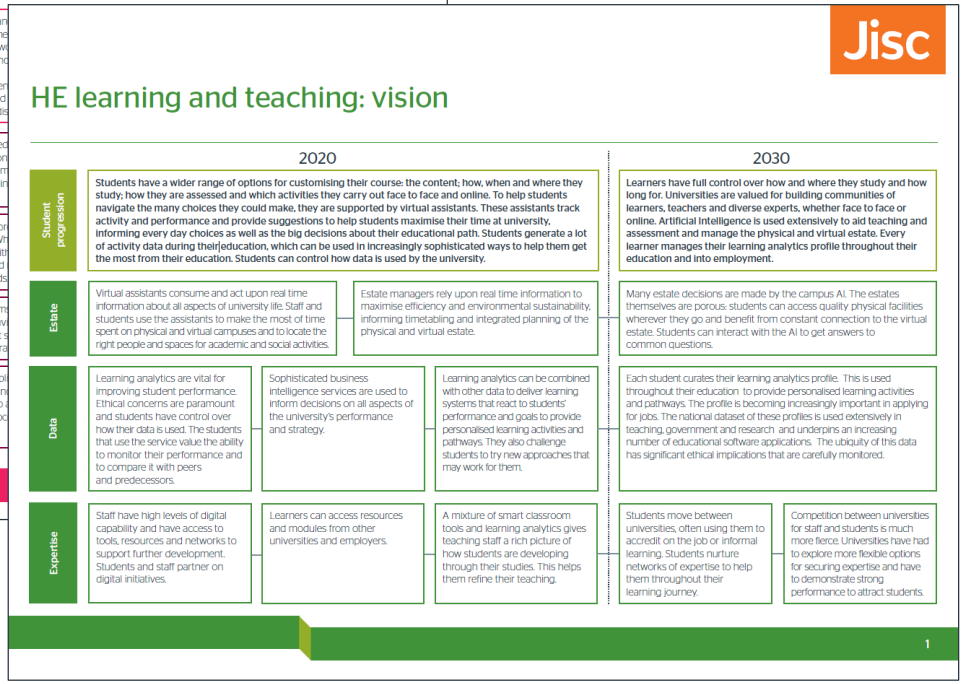 Jisc
HE learning and teaching: vision
2020
2030
Student
progression
Students have a wider range of options for customising their course: the content; how, when and where they
study; how they are assessed and which activities they carry out face to face and online. To help students
navigate the many choices they could make, they are supported by virtual assistants. These assistants track
activity and performance and provide suggestions to help students maximise their time at university,
informing every day choices as well as the big decisions about their educational path. Students generate a lot
of activity data during their education, which can be used in increasingly sophisticated ways to help them get
the most from their education. Students can control how data is used by the university.
Learners have full control over how and where they study and how
long for. Universities are valued for building communities of
learners, teachers and diverse experts, whether face to face or
online. Artificial Intelligence is used extensively to aid teaching and
assessment and manage the physical and virtual estate. Every
learner manages their learning analytics profile throughout their
education and into employment.
Estate
Virtual assistants consume and act upon real time
information about all aspects of university life. Staff and
students use the assistants to make the most of time
spent on physical and virtual campuses and to locate the
right people and spaces for academic and social activities.
Estate managers rely upon real time information to
maximise efficiency and environmental sustainability,
informing timetabling and integrated planning of the
physical and virtual estate.
Many estate decisions are made by the campus AI. The estates
themselves are porous: students can access quality physical facilities
wherever they go and benefit from constant connection to the virtual
estate. Students can interact with the AI to get answers to
common questions.
Data
Learning analytics are vital for
improving student performance.
Ethical concerns are paramount
and students have control over
how their data is used. The students
that use the service value the ability
to monitor their performance and
to compare it with peers
and predecessors.
Sophisticated business
intelligence services are used to
inform decisions on all aspects of
the university's performance
and strategy.
Learning analytics can be combined
with other data to deliver learning
systems that react to students'
performance and goals to provide
personalised learning activities and
pathways. They also challenge
students to try new approaches that
may work for them.
Each student curates their learning analytics profile. This is used
throughout their education to provide personalised learning activities
and pathways. The profile is becoming increasingly important in applying
for jobs. The national dataset of these profiles is used extensively in
teaching, government and research and underpins an increasing
number of educational software applications. The ubiquity of this data
has significant ethical implications that are carefully monitored.
Expertise
Staff have high levels of digital
capability and have access to
tools, resources and networks to
support further development.
Students and staff partner on
digital initiatives.
Learners can access resources
and modules from other
universities and employers.
A mixture of smart classroom
tools and learning analytics gives
teaching staff a rich picture of
how students are developing
through their studies. This helps
them refine their teaching.
Students move between
universities, often using them to
accredit on the job or informal
learning. Students nurture
networks of expertise to help
them throughout their
learning journey.
Competition between universities
for staff and students is much
more fierce. Universities have had
to explore more flexible options
for securing expertise and have
to demonstrate strong
performance to attract students.
1